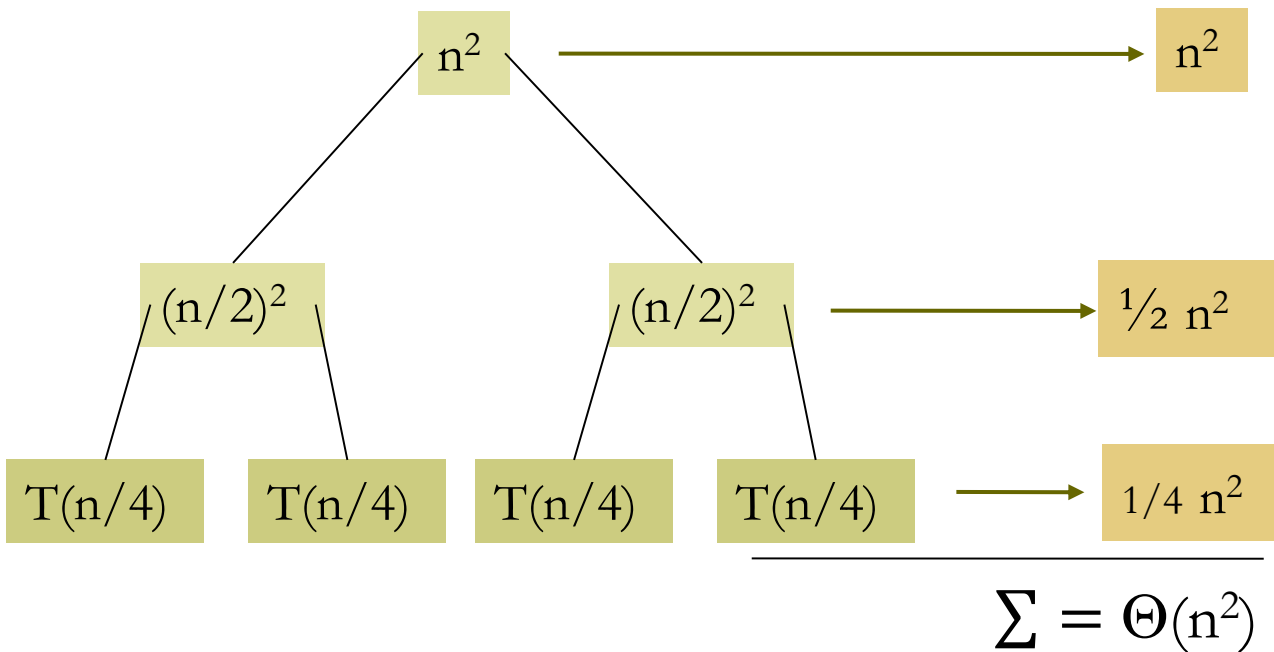 n² n²
(n/2)² (n/2)² ½ n²
T(n/4) T(n/4) T(n/4) T(n/4) 1/4 n²
∑ = Θ(n²)